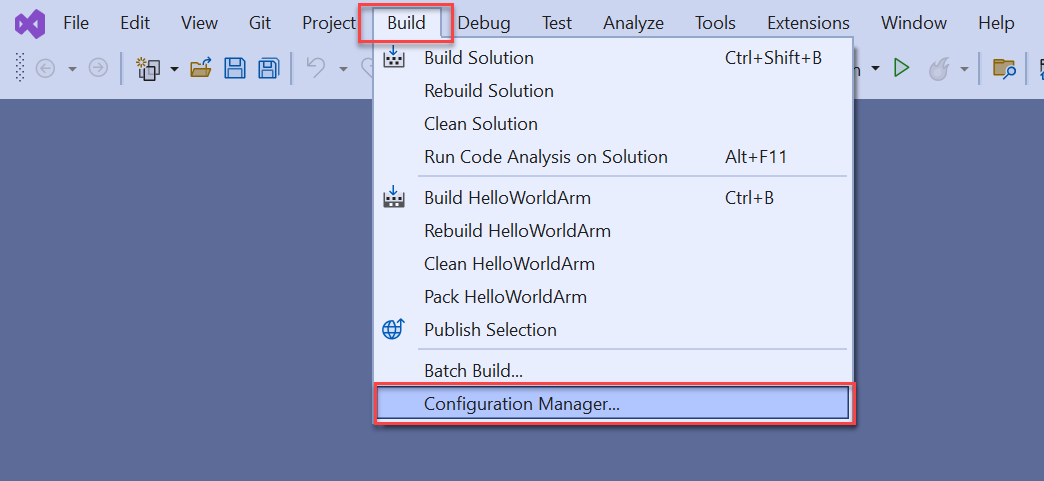 File Edit View Git Project Build Debug Test Analyze Tools Extensions Window Help
Build Solution Ctrl+Shift+B
Rebuild Solution
Clean Solution
Run Code Analysis on Solution Alt+F11
Build HelloWorldArm Ctrl+B
Rebuild HelloWorldArm
Clean HelloWorldArm
Pack HelloWorldArm
Publish Selection
Batch Build...
Configuration Manager...